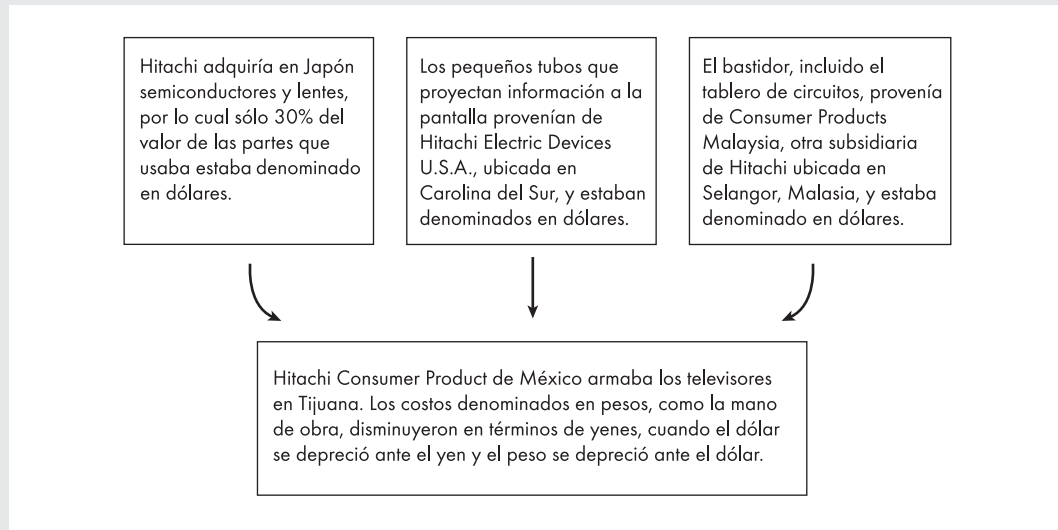 Hitachi adquiría en Japón
semiconductores y lentes,
por lo cual sólo 30% del
valor de las partes que
usaba estaba denominado
en dólares.
Los pequeños tubos que
proyectan información a la
pantalla provenían de
Hitachi Electric Devices
U.S.A., ubicada en
Carolina del Sur, y estaban
denominados en dólares.
El bastidor, incluido el
tablero de circuitos, provenía
de Consumer Products
Malaysia, otra subsidiaria
de Hitachi ubicada en
Selangor, Malasia, y estaba
denominado en dólares.
Hitachi Consumer Product de México armaba los televisores
en Tijuana. Los costos denominados en pesos, como la mano
de obra, disminuyeron en términos de yenes, cuando el dólar
se depreció ante el yen y el peso se depreció ante el dólar.